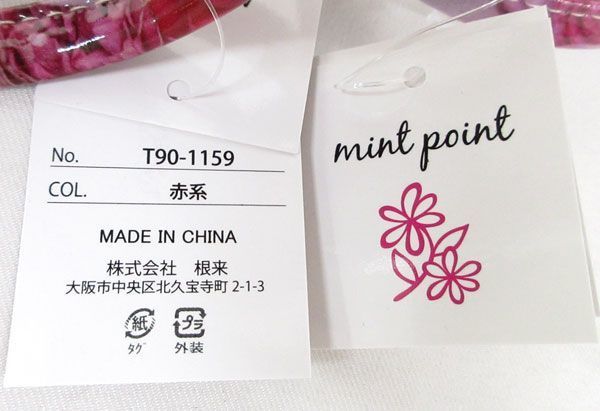 No. T90-1159
COL. 赤系
MADE IN CHINA
株式会社 根来
大阪市中央区北久宝寺町 2-1-3
紙 プラ
タグ 外装
mint point